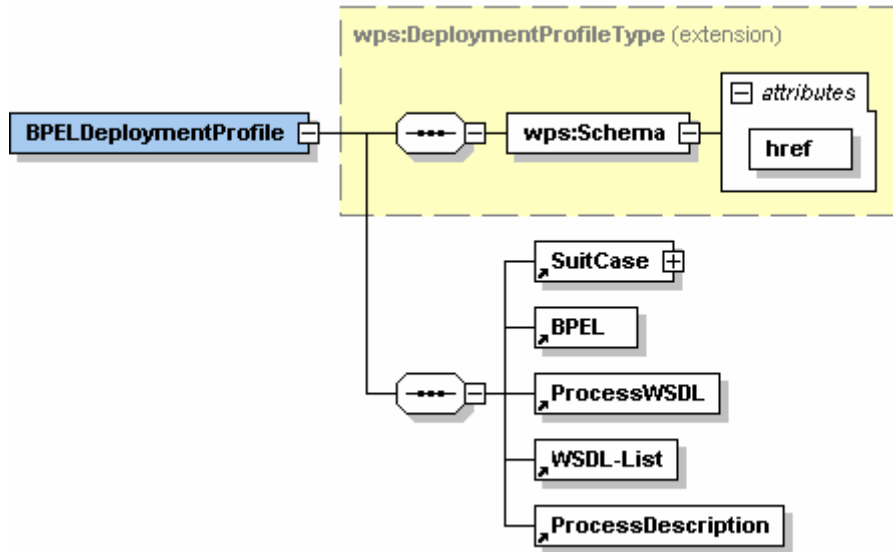 wps:DeploymentProfileType (extension)
attributes
BPELDeploymentProfile
wps:Schema
href
SuitCase
BPEL
ProcessWSDL
WSDL-List
ProcessDescription